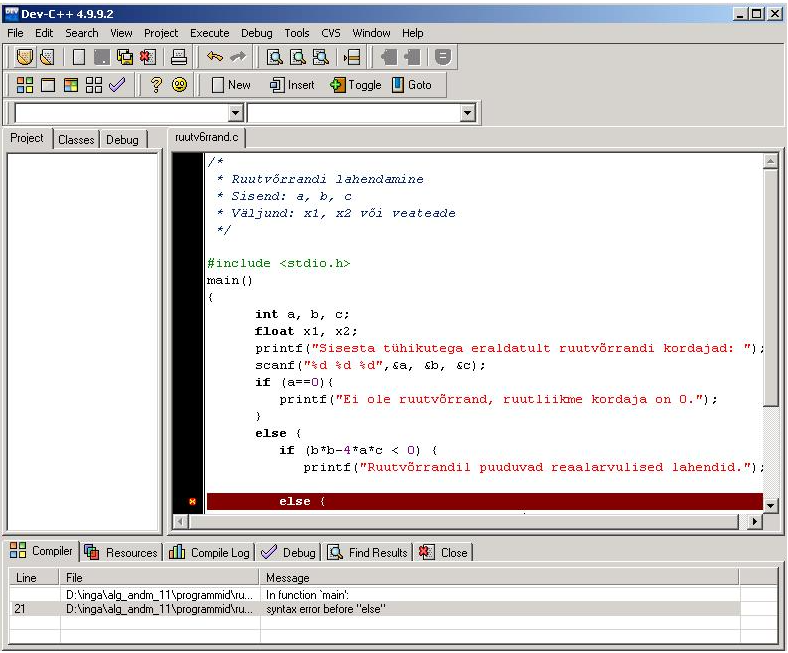 Dev-C++ 4.9.9.2
File Edit Search View Project Execute Debug Tools CVS Window Help
New Insert Toggle Goto
Project Classes Debug
ruutv6rrand.c
/*
* Ruutvõrrandi lahendamine
* Sisend: a, b, c
* Väljund: x1, x2 või veateade
*/
#include <stdio.h>
main()
{
int a, b, c;
float x1, x2;
printf("Sisesta tühikutega eraldatult ruutvõrrandi kordajad: ");
scanf("%d %d %d",&a, &b, &c);
if (a==0){
printf("Ei ole ruutvõrrand, ruutliikme kordaja on 0.");
}
else {
if (b*b-4*a*c < 0) {
printf("Ruutvõrrandil puuduvad reaalarvulised lahendid.");
else {
Compiler Resources Compile Log Debug Find Results Close
Line File Message
D:\inga\alg_andm_11\programmid\ru... In function `main':
21 D:\inga\alg_andm_11\programmid\ru... syntax error before "else"